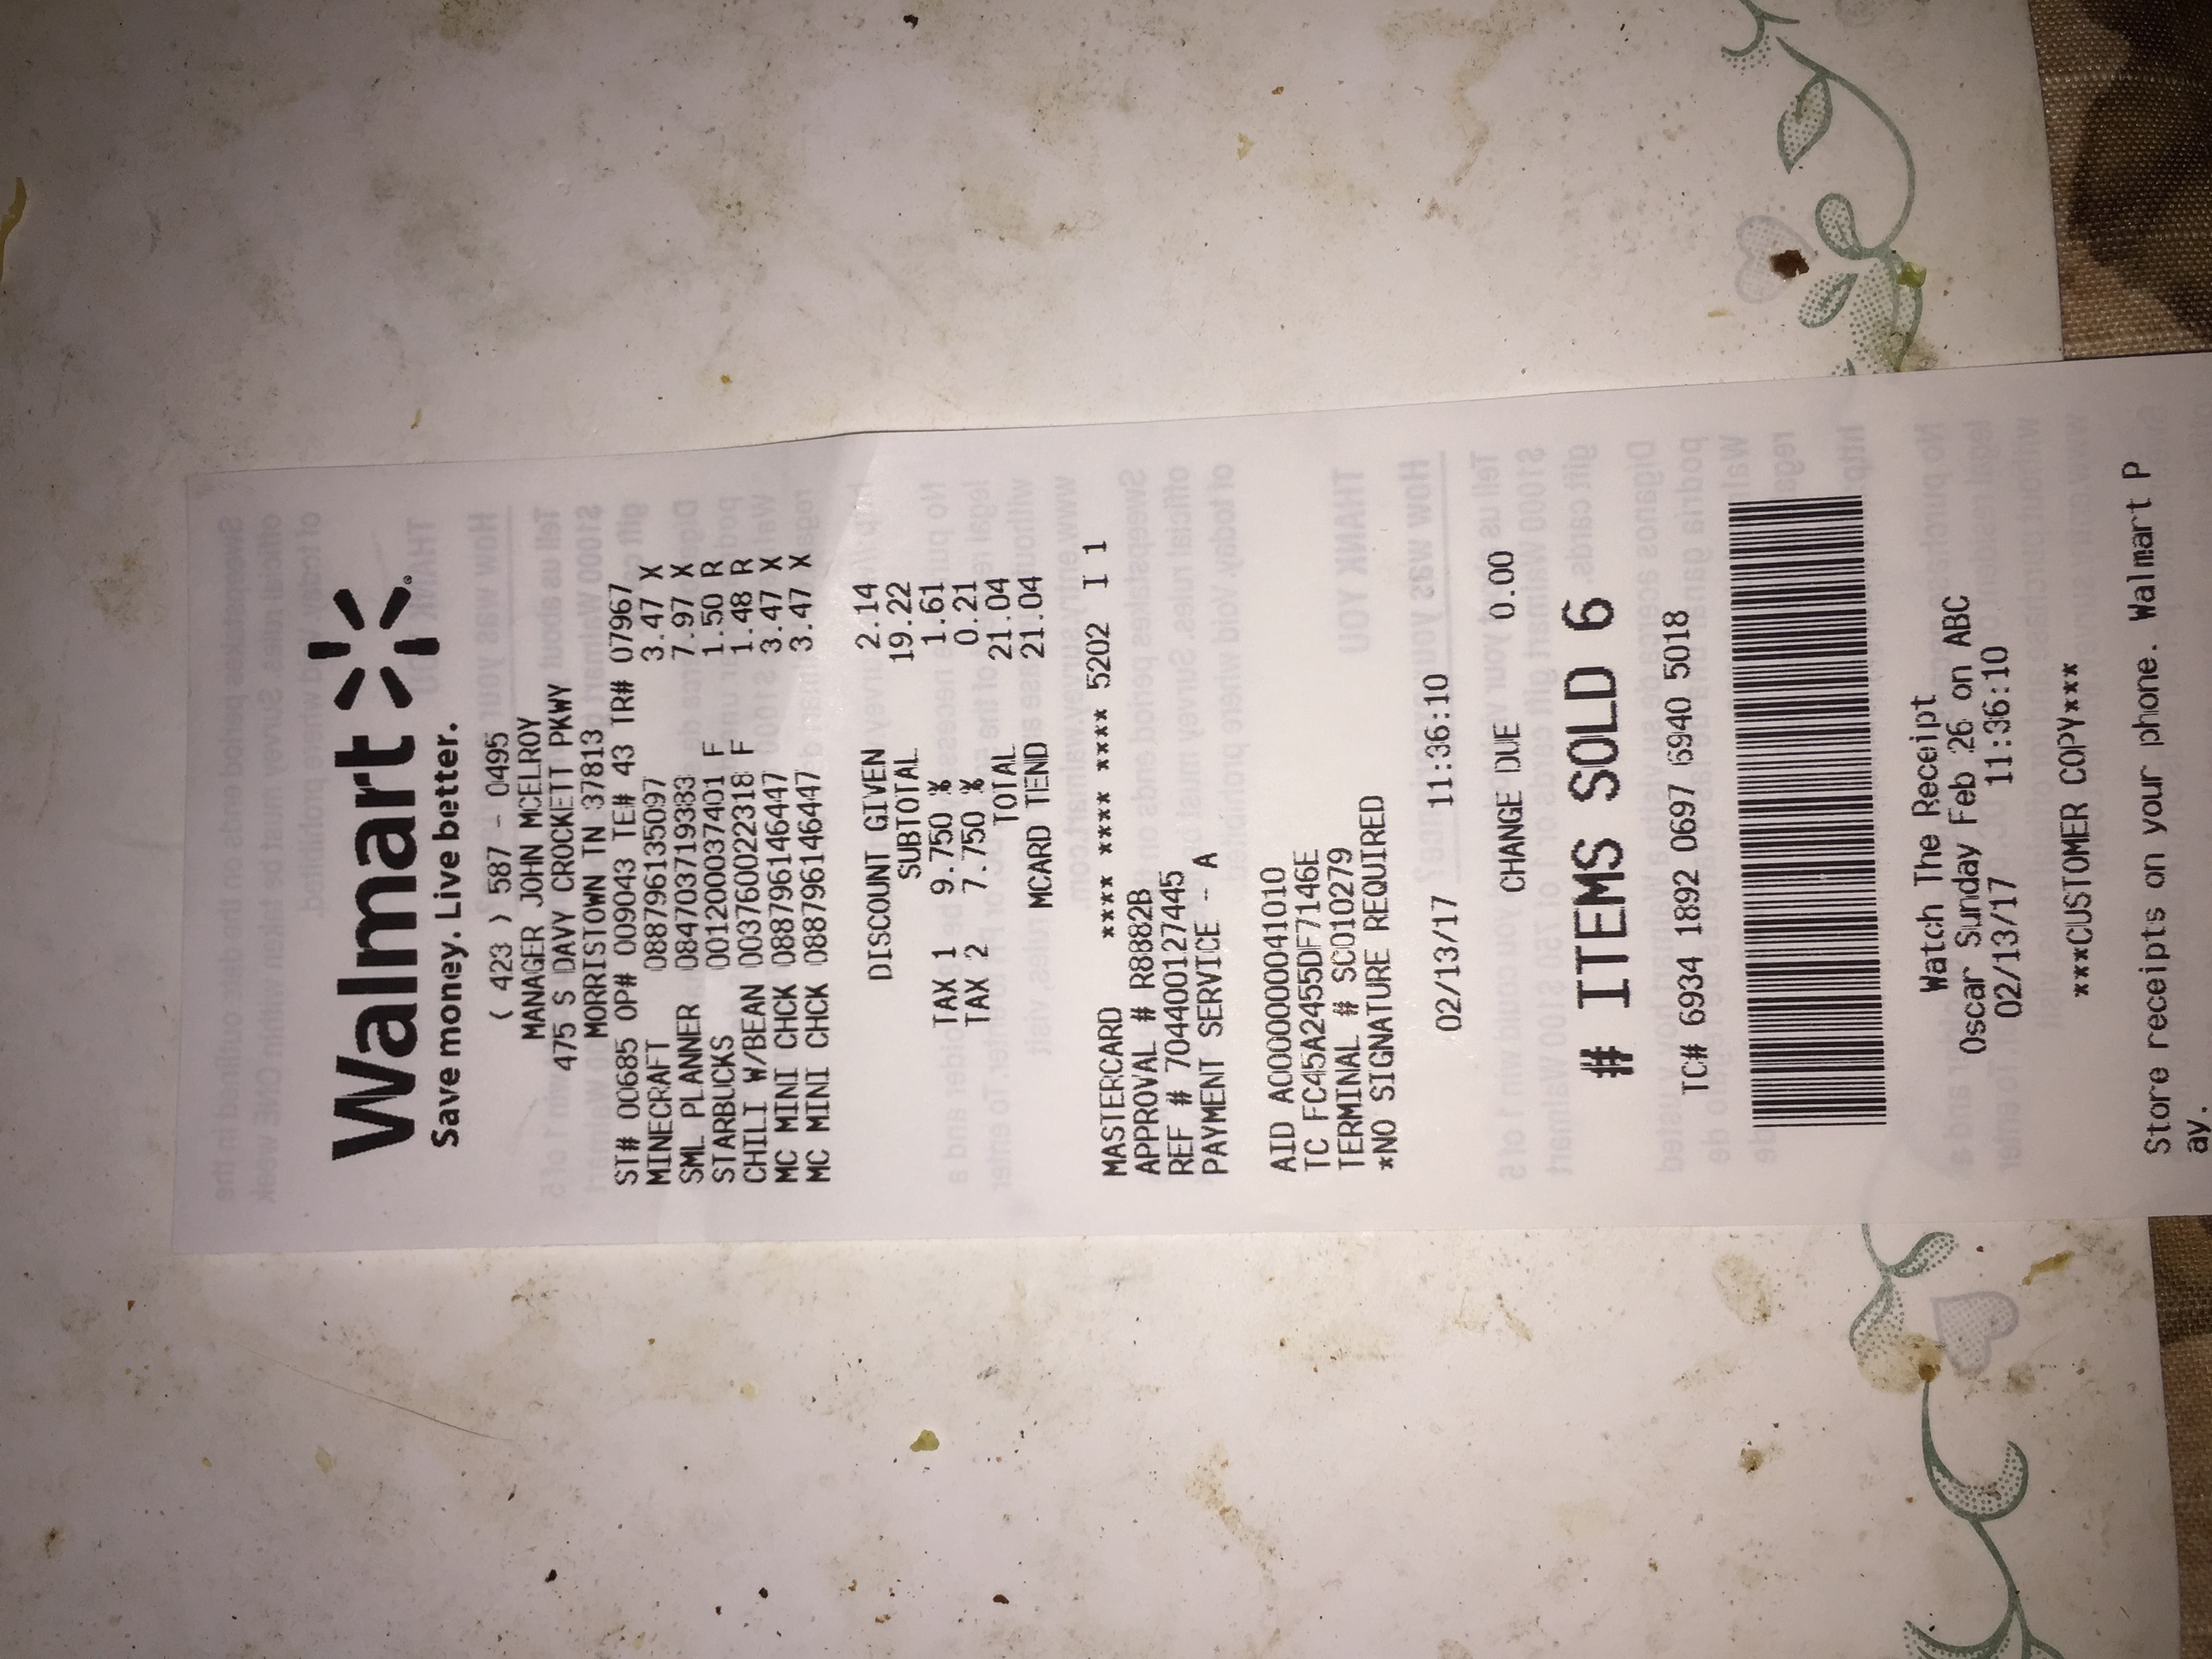 Walmart
Save money. Live better.
( 423 ) 587 - 0495
MANAGER JOHN MCELROY
475 S DAVY CROCKETT PKWY
MORRISTOWN TN 37813
ST# 00685 OP# 009043 TE# 43 TR# 07967
MINECRAFT 088796135097 3.47 X
SML PLANNER 084703719383 7.97 X
STARBUCKS 001200037401 F 1.50 R
CHILI W/BEAN 003760022318 F 1.48 R
MC MINI CHCK 088796146447 3.47 X
MC MINI CHCK 088796146447 3.47 X
DISCOUNT GIVEN 2.14
SUBTOTAL 19.22
TAX 1 9.750 % 1.61
TAX 2 7.750 % 0.21
TOTAL 21.04
MCARD TEND 21.04
MASTERCARD **** **** **** 5202 I 1
APPROVAL # R8882B
REF # 704400127445
PAYMENT SERVICE - A
AID A0000000041010
TC FC45A2455DF7146E
TERMINAL # SC010279
*NO SIGNATURE REQUIRED
02/13/17 11:36:10
CHANGE DUE 0.00
# ITEMS SOLD 6
TC# 6934 1892 0697 6940 5018
Watch The Receipt
Oscar Sunday Feb 26 on ABC
02/13/17 11:36:10
***CUSTOMER COPY***
Store receipts on your phone. Walmart P
ay.